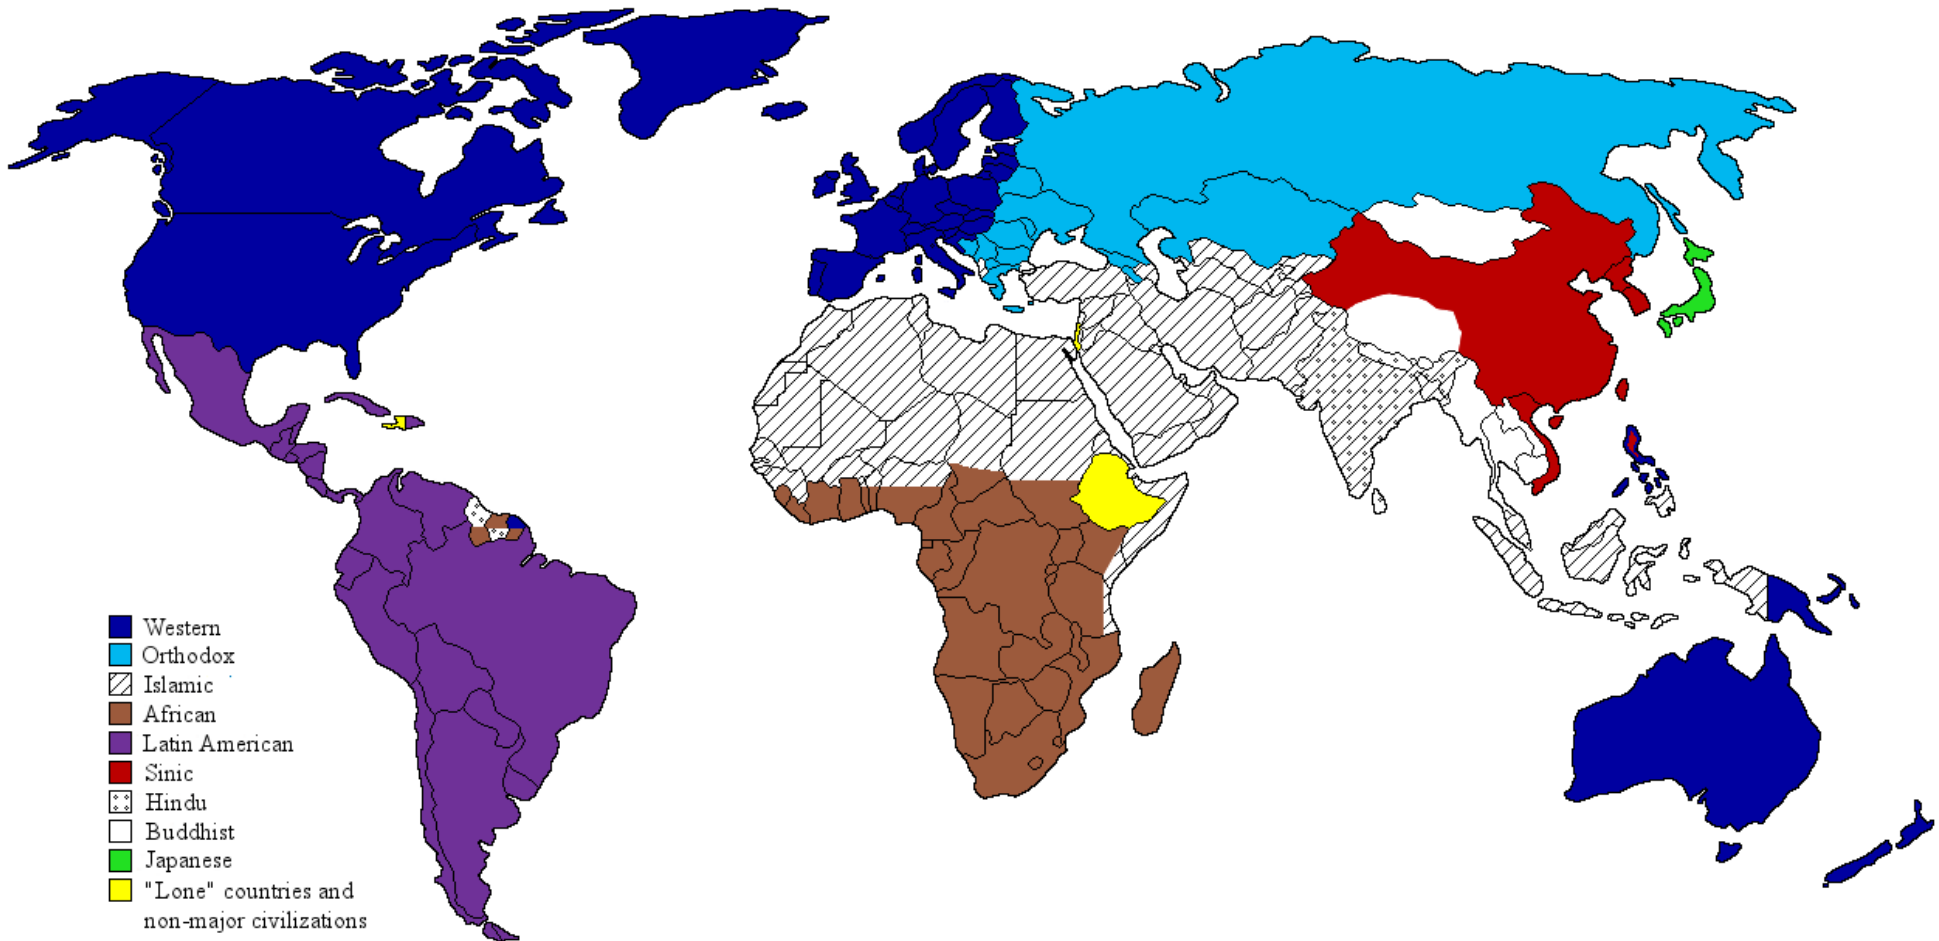 Western
Orthodox
Islamic
African
Latin American
Sinic
Hindu
Buddhist
Japanese
"Lone" countries and
non-major civilizations